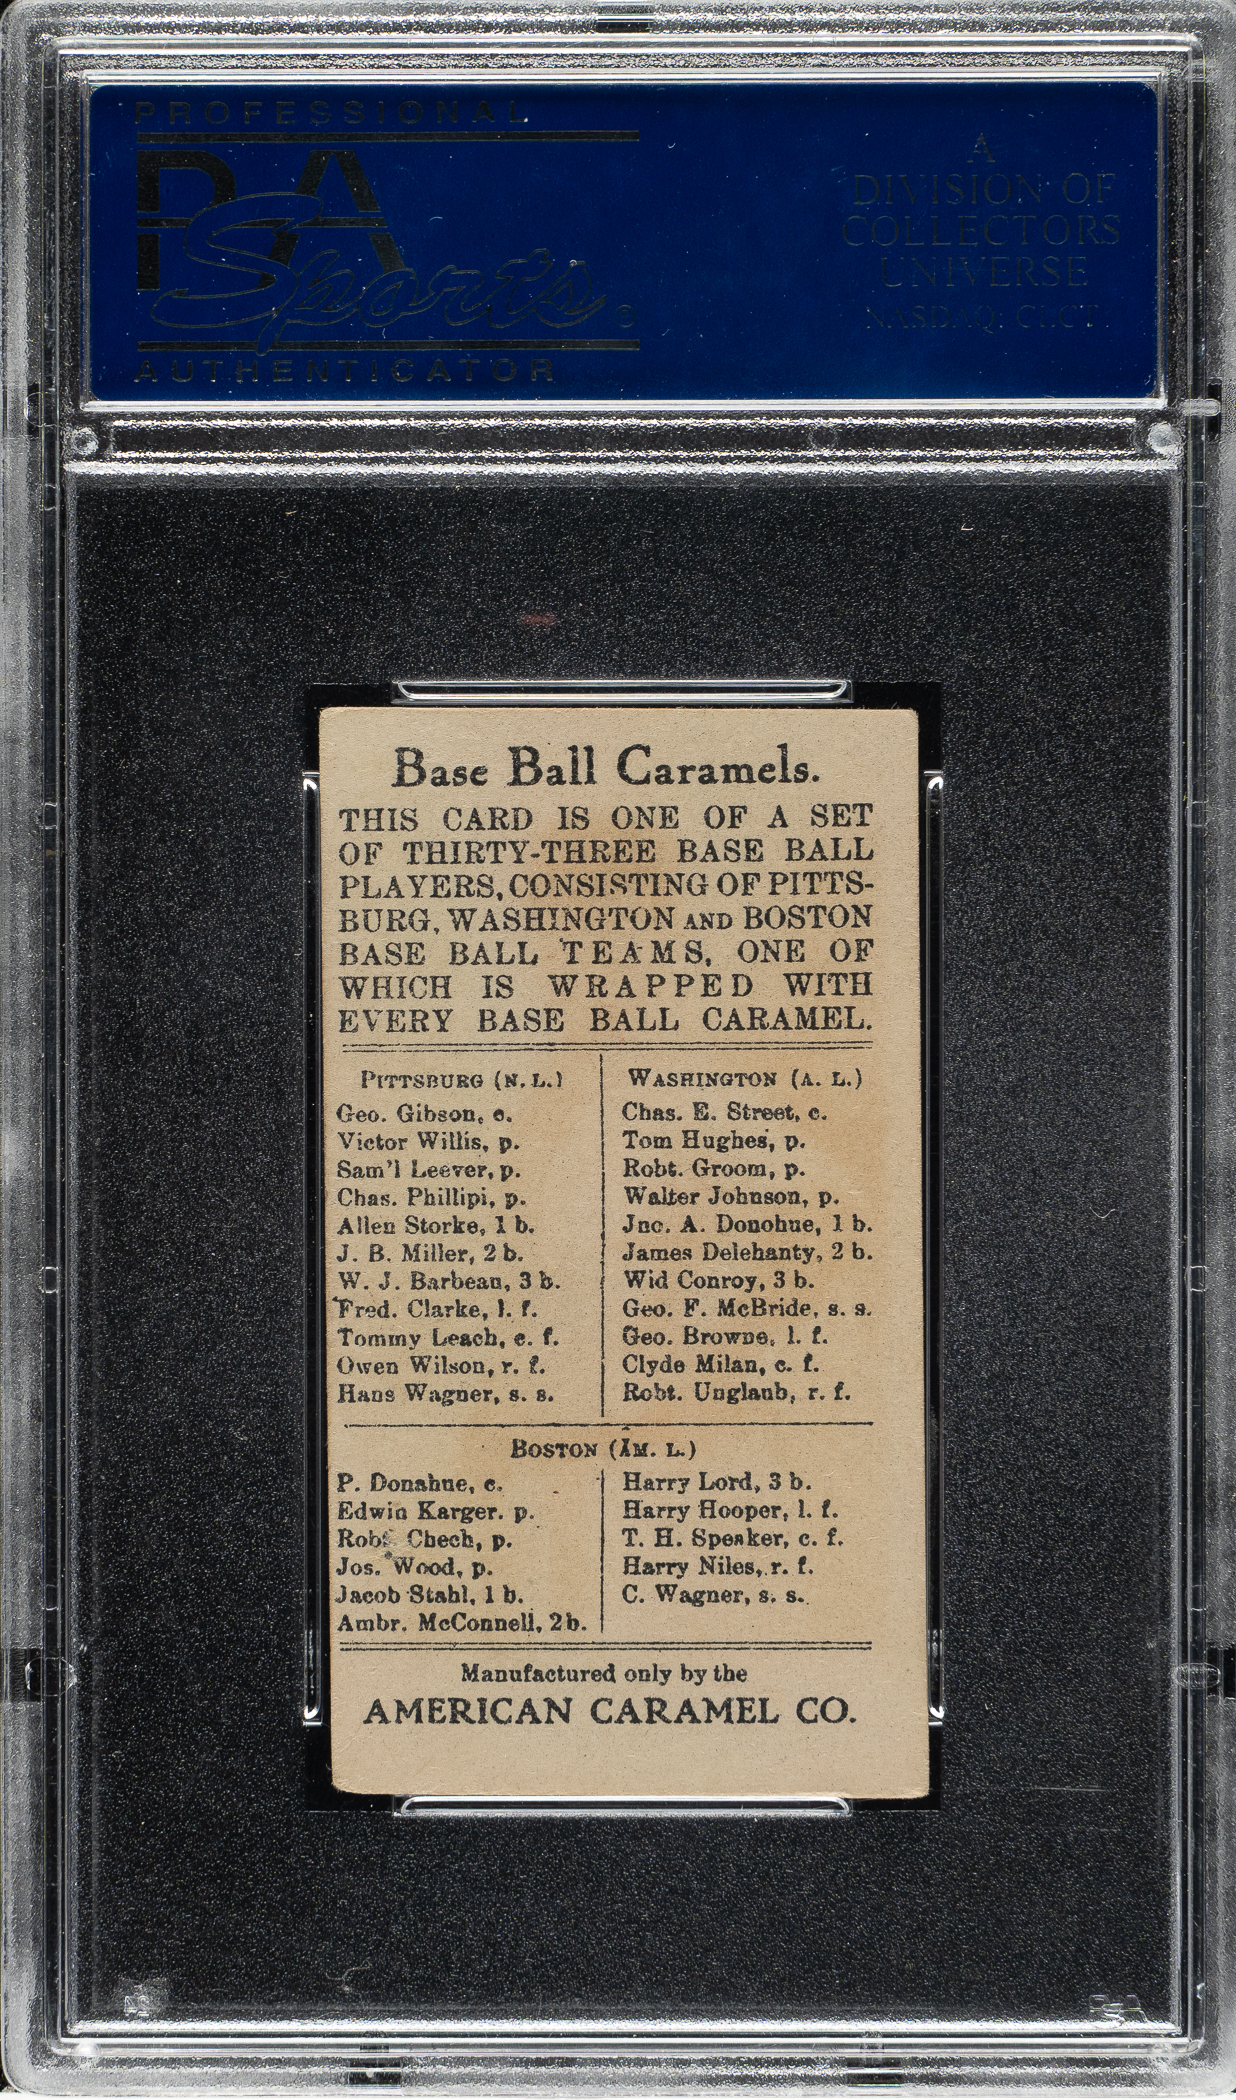 PROFESSIONAL
PSA
Sports®
AUTHENTICATOR
A
DIVISION OF
COLLECTORS
UNIVERSE
NASDAQ: CLCT
Base Ball Caramels.
THIS CARD IS ONE OF A SET
OF THIRTY-THREE BASE BALL
PLAYERS, CONSISTING OF PITTS-
BURG, WASHINGTON AND BOSTON
BASE BALL TEAMS, ONE OF
WHICH IS WRAPPED WITH
EVERY BASE BALL CARAMEL.
PITTSBURG (N. L.)
Geo. Gibson, c.
Victor Willis, p.
Sam'l Leever, p.
Chas. Phillipi, p.
Allen Storke, 1 b.
J. B. Miller, 2 b.
W. J. Barbeau, 3 b.
Fred. Clarke, l. f.
Tommy Leach, c. f.
Owen Wilson, r. f.
Hans Wagner, s. s.
WASHINGTON (A. L.)
Chas. E. Street, c.
Tom Hughes, p.
Robt. Groom, p.
Walter Johnson, p.
Jno. A. Donohue, 1 b.
James Delehanty, 2 b.
Wid Conroy, 3 b.
Geo. F. McBride, s. s.
Geo. Browne, l. f.
Clyde Milan, c. f.
Robt. Unglaub, r. f.
BOSTON (AM. L.)
P. Donahue, c.
Edwin Karger. p.
Robt Chech, p.
Jos. Wood, p.
Jacob Stahl, 1 b.
Ambr. McConnell, 2 b.
Harry Lord, 3 b.
Harry Hooper, l. f.
T. H. Speaker, c. f.
Harry Niles, r. f.
C. Wagner, s. s.
Manufactured only by the
AMERICAN CARAMEL CO.
PSA